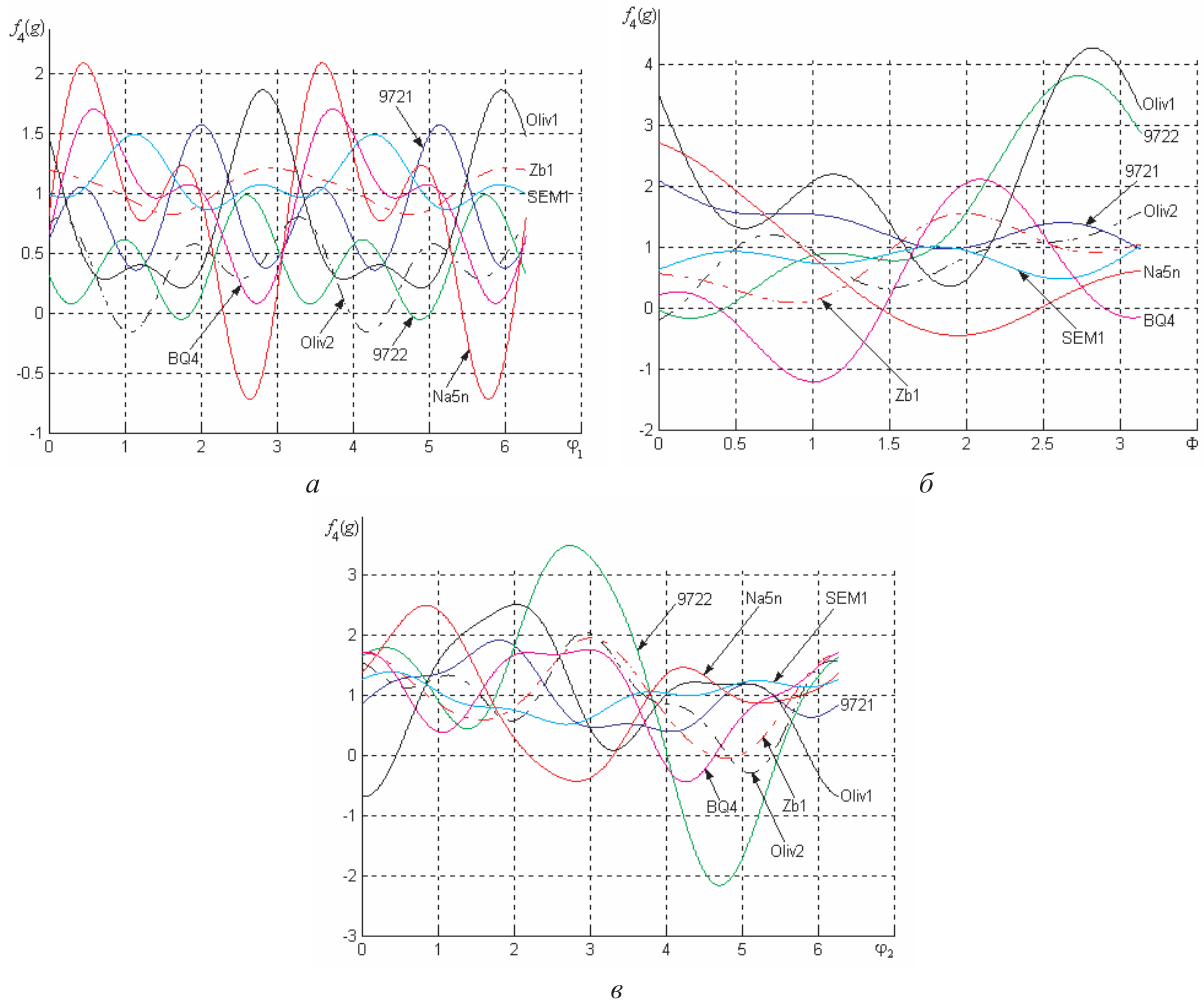 f4(g)
2
1.5
1
0.5
0
-0.5
-1
0 1 2 3 4 5 6 φ1
9721
Oliv1
Zb1
SEM1
BQ4
Oliv2
9722
Na5n
а
f4(g)
4
3
2
1
0
-1
-2
0 0.5 1 1.5 2 2.5 3 Φ
Oliv1
9722
9721
Oliv2
Na5n
BQ4
SEM1
Zb1
б
f4(g)
3
2
1
0
-1
-2
-3
0 1 2 3 4 5 6 φ2
9722
Na5n
SEM1
9721
BQ4
Zb1
Oliv1
Oliv2
в